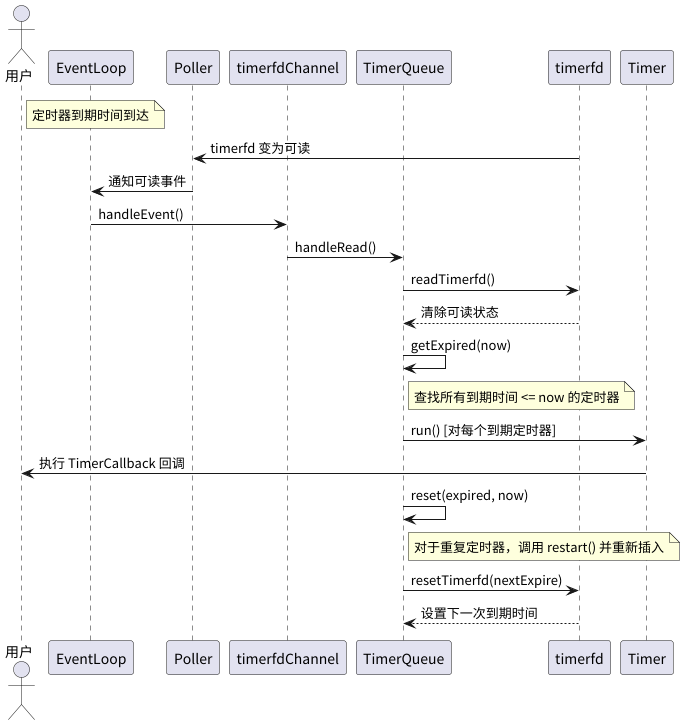 用户
EventLoop
Poller
timerfdChannel
TimerQueue
timerfd
Timer
定时器到期时间到达
timerfd 变为可读
通知可读事件
handleEvent()
handleRead()
readTimerfd()
清除可读状态
getExpired(now)
查找所有到期时间 <= now 的定时器
run() [对每个到期定时器]
执行 TimerCallback 回调
reset(expired, now)
对于重复定时器，调用 restart() 并重新插入
resetTimerfd(nextExpire)
设置下一次到期时间
用户
EventLoop
Poller
timerfdChannel
TimerQueue
timerfd
Timer